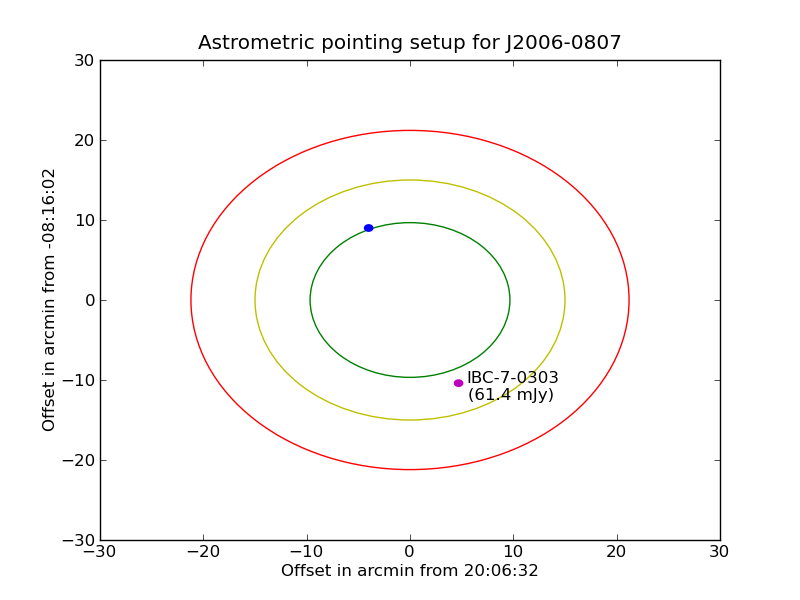 Astrometric pointing setup for J2006-0807
30
20
10
0
−10
−20
−30
Offset in arcmin from -08:16:02
IBC-7-0303
(61.4 mJy)
−30
−20
−10
0
10
20
30
Offset in arcmin from 20:06:32